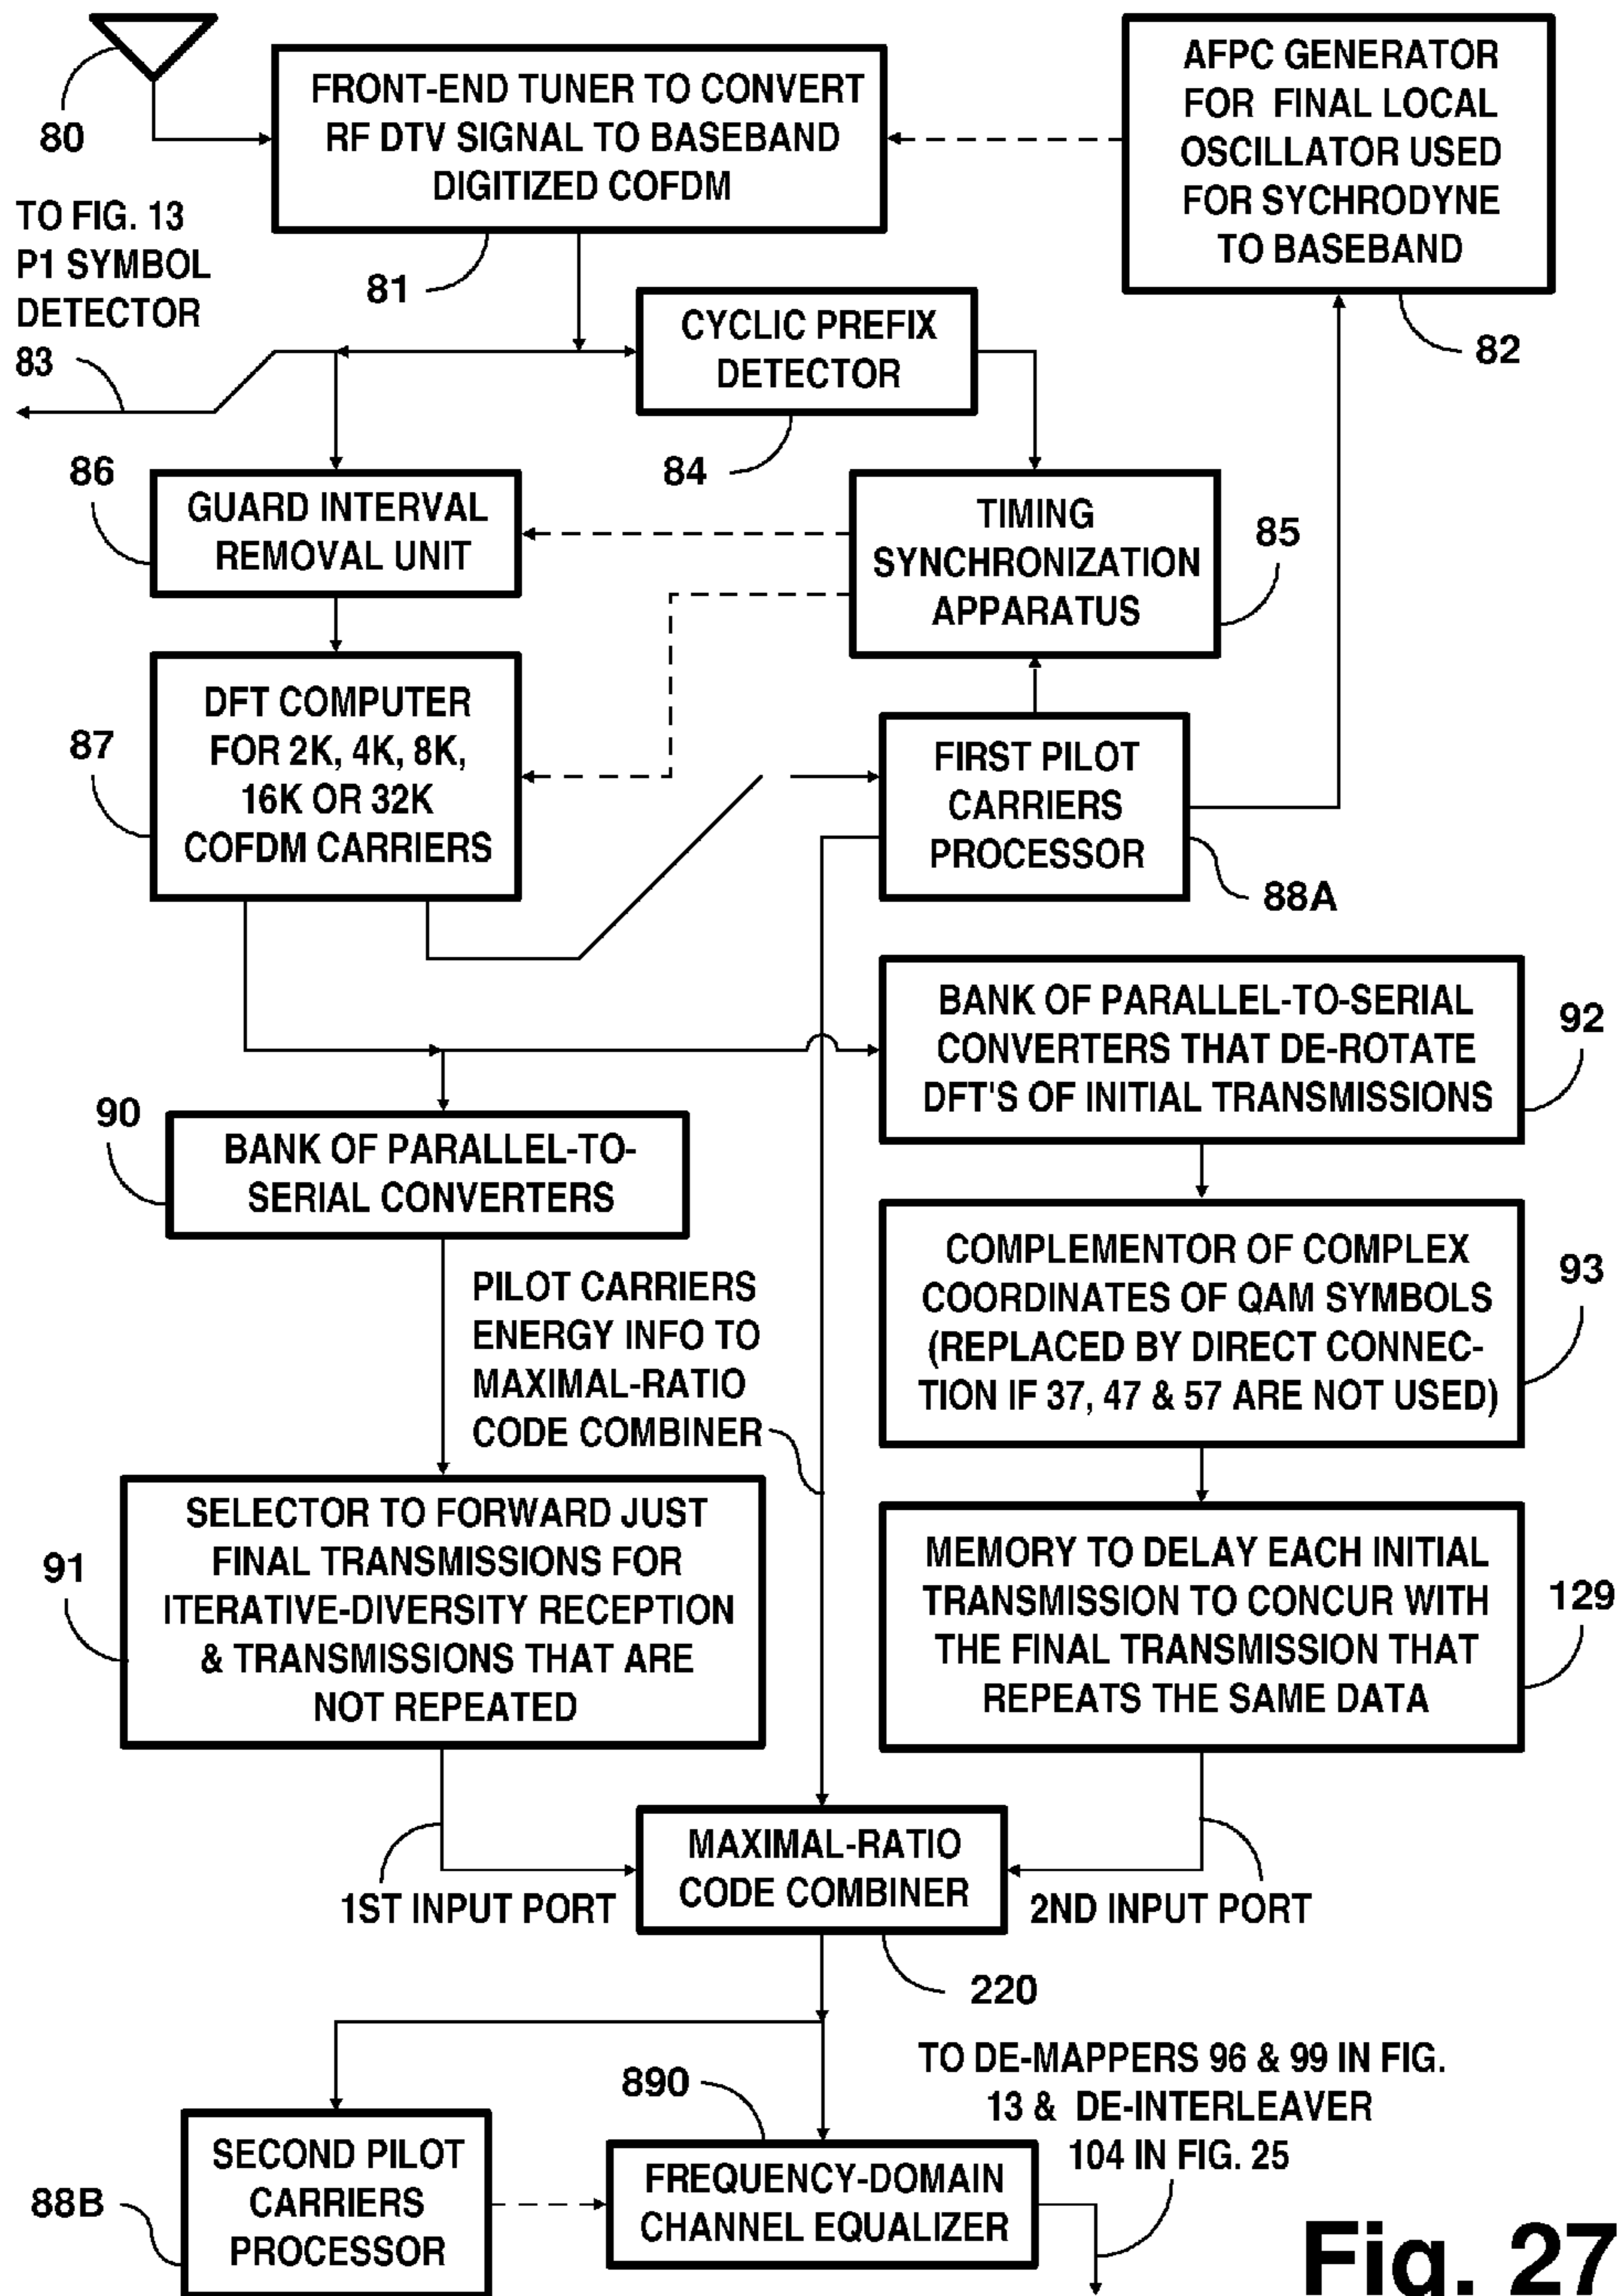 80
FRONT-END TUNER TO CONVERT
RF DTV SIGNAL TO BASEBAND
DIGITIZED COFDM
81
AFPC GENERATOR
FOR FINAL LOCAL
OSCILLATOR USED
FOR SYCHRODYNE
TO BASEBAND
82
TO FIG. 13
P1 SYMBOL
DETECTOR
83
CYCLIC PREFIX
DETECTOR
84
86
GUARD INTERVAL
REMOVAL UNIT
TIMING
SYNCHRONIZATION
APPARATUS
85
87
DFT COMPUTER
FOR 2K, 4K, 8K,
16K OR 32K
COFDM CARRIERS
FIRST PILOT
CARRIERS
PROCESSOR
88A
BANK OF PARALLEL-TO-SERIAL
CONVERTERS THAT DE-ROTATE
DFT'S OF INITIAL TRANSMISSIONS
92
90
BANK OF PARALLEL-TO-
SERIAL CONVERTERS
COMPLEMENTOR OF COMPLEX
COORDINATES OF QAM SYMBOLS
(REPLACED BY DIRECT CONNEC-
TION IF 37, 47 & 57 ARE NOT USED)
93
PILOT CARRIERS
ENERGY INFO TO
MAXIMAL-RATIO
CODE COMBINER
91
SELECTOR TO FORWARD JUST
FINAL TRANSMISSIONS FOR
ITERATIVE-DIVERSITY RECEPTION
& TRANSMISSIONS THAT ARE
NOT REPEATED
MEMORY TO DELAY EACH INITIAL
TRANSMISSION TO CONCUR WITH
THE FINAL TRANSMISSION THAT
REPEATS THE SAME DATA
129
1ST INPUT PORT
MAXIMAL-RATIO
CODE COMBINER
2ND INPUT PORT
220
TO DE-MAPPERS 96 & 99 IN FIG.
13 & DE-INTERLEAVER
104 IN FIG. 25
890
88B
SECOND PILOT
CARRIERS
PROCESSOR
FREQUENCY-DOMAIN
CHANNEL EQUALIZER
Fig. 27